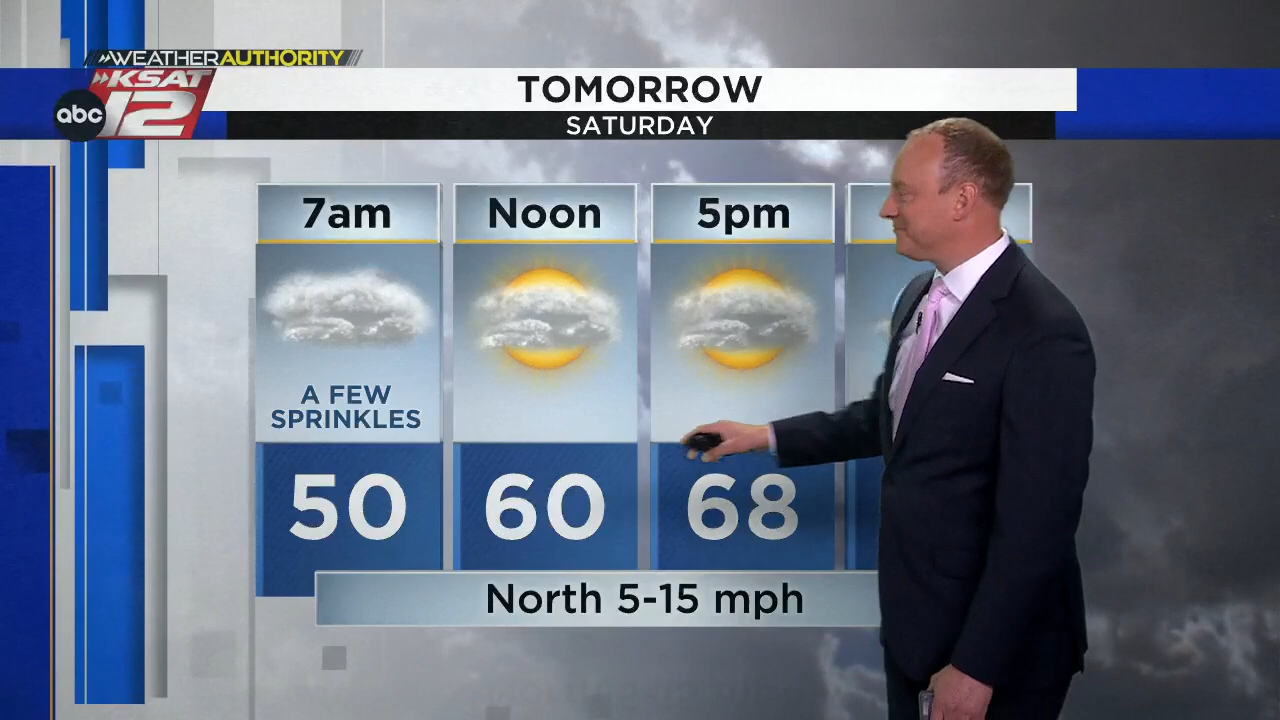 WEATHERAUTHORITY
KSAT
abc 12
TOMORROW
SATURDAY
7am
Noon
5pm
A FEW
SPRINKLES
50
60
68
North 5-15 mph